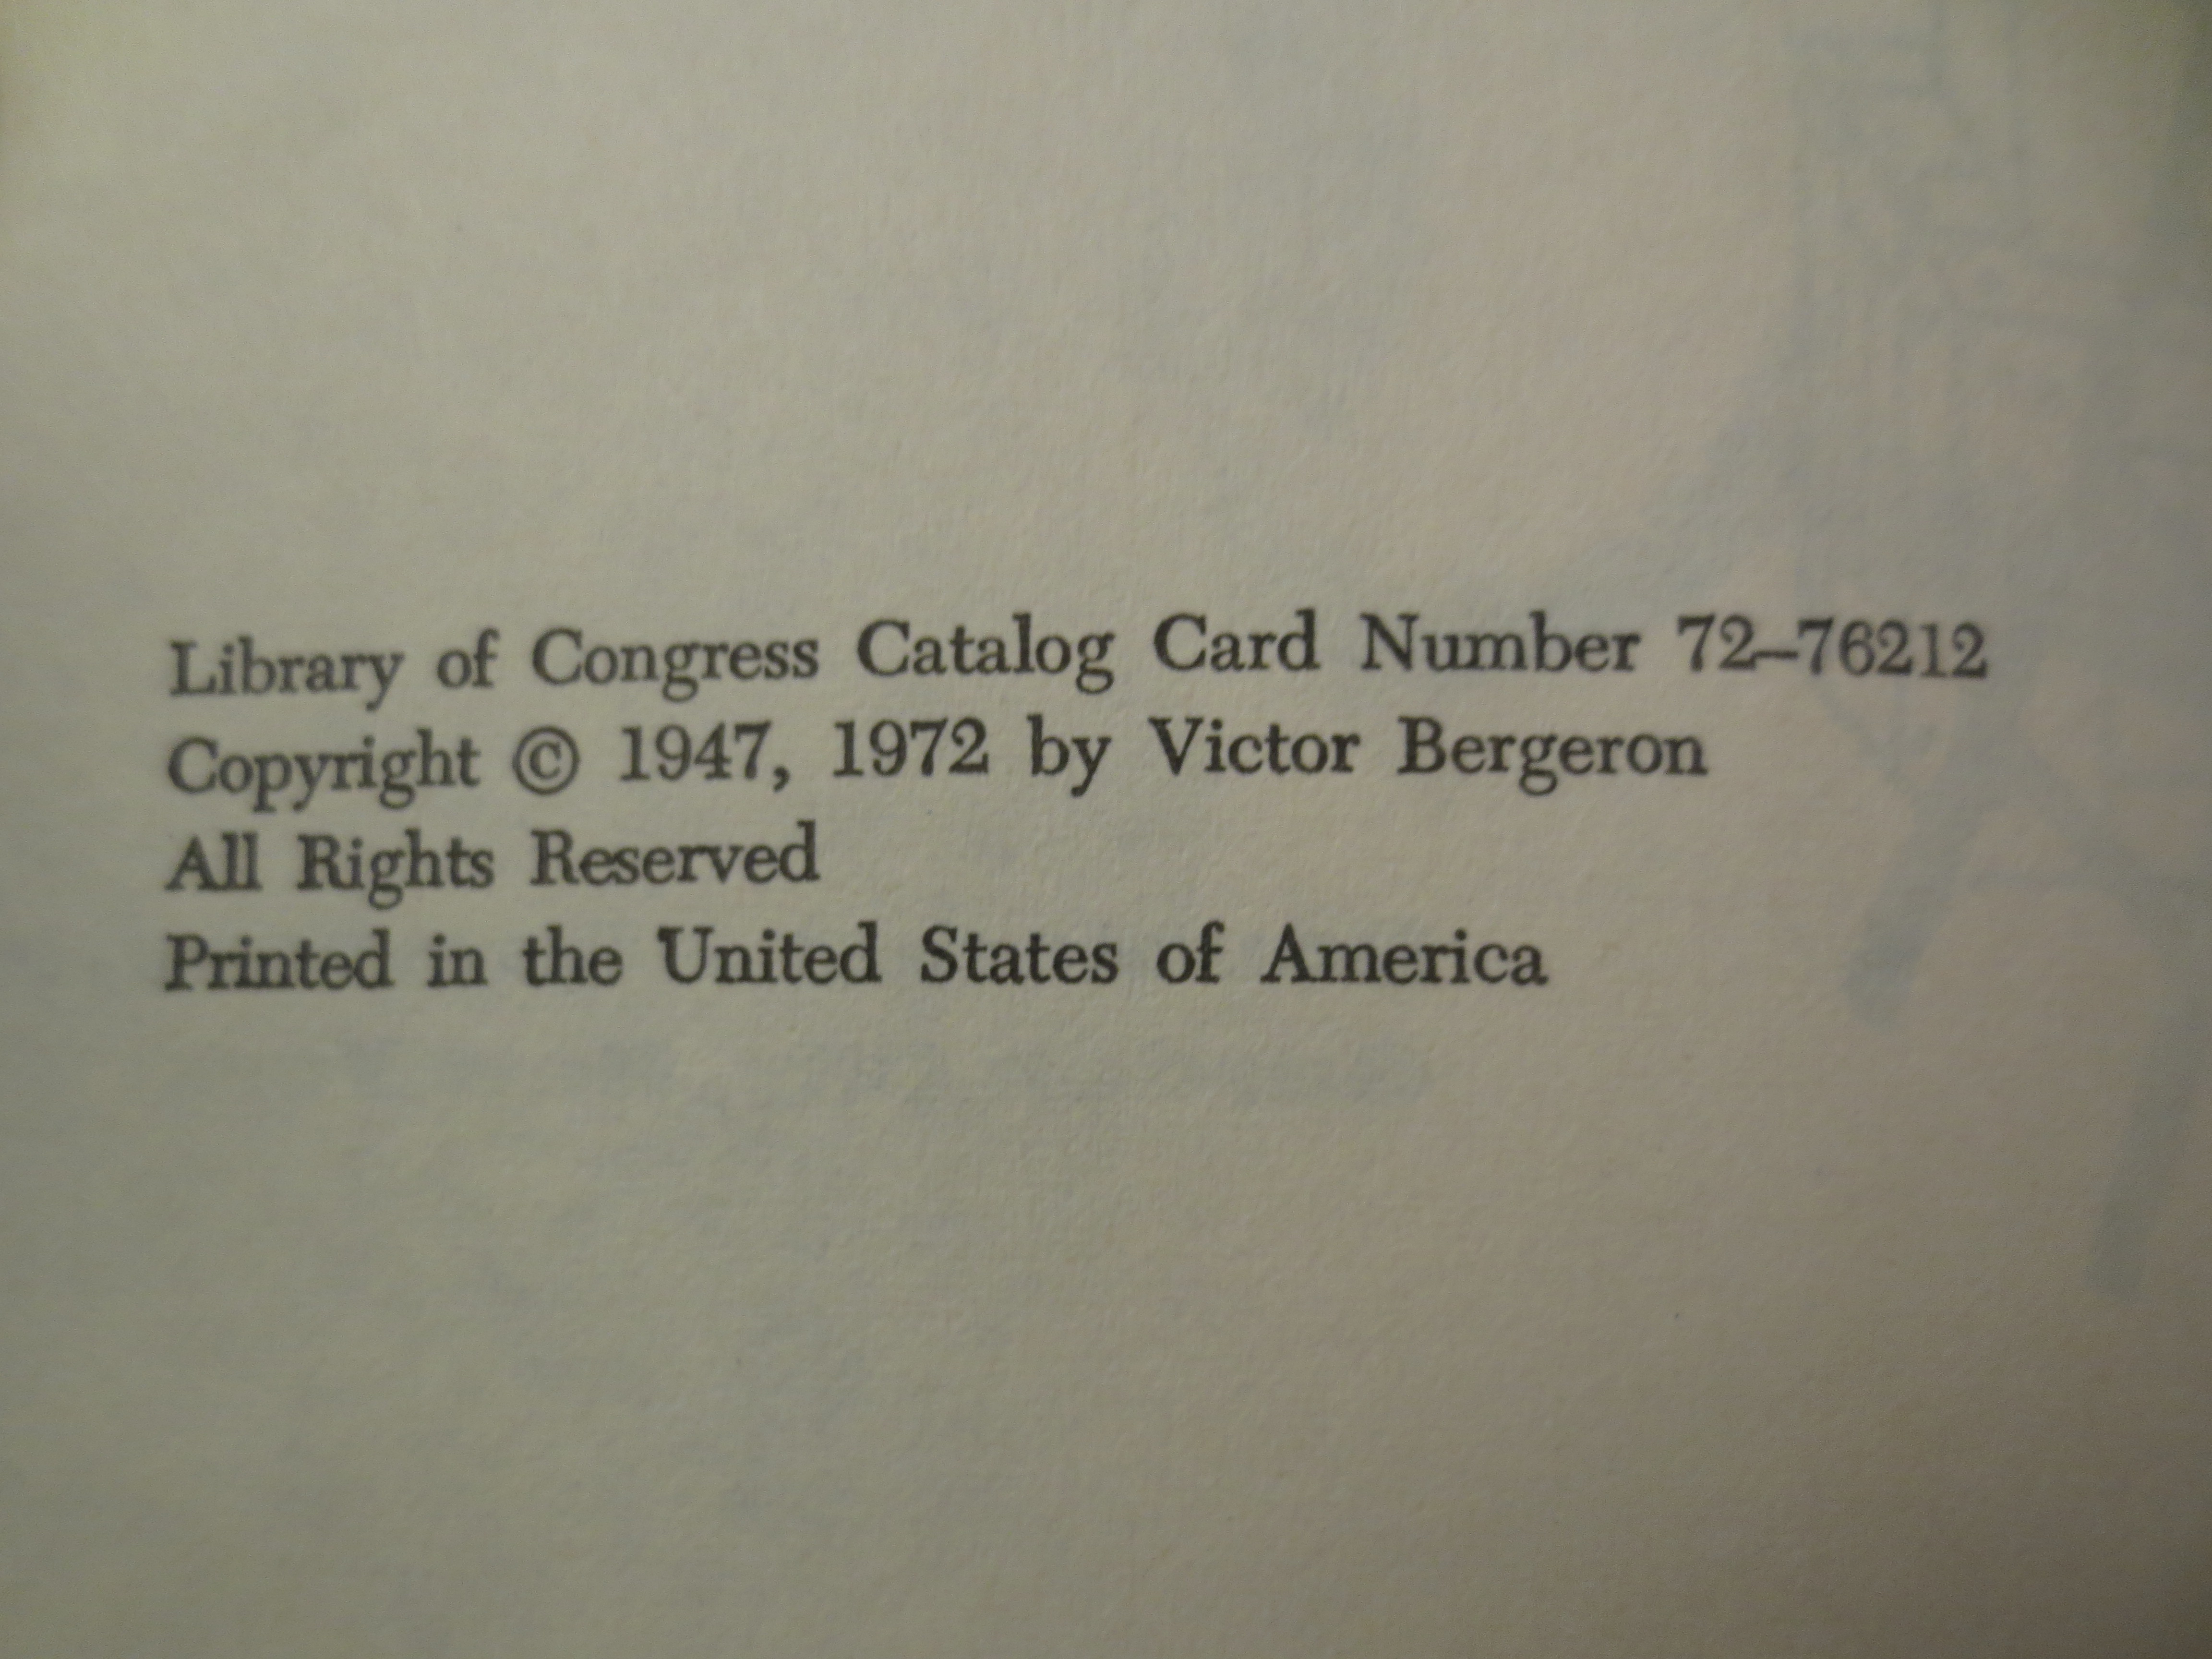 Library of Congress Catalog Card Number 72–76212
Copyright © 1947, 1972 by Victor Bergeron
All Rights Reserved
Printed in the United States of America